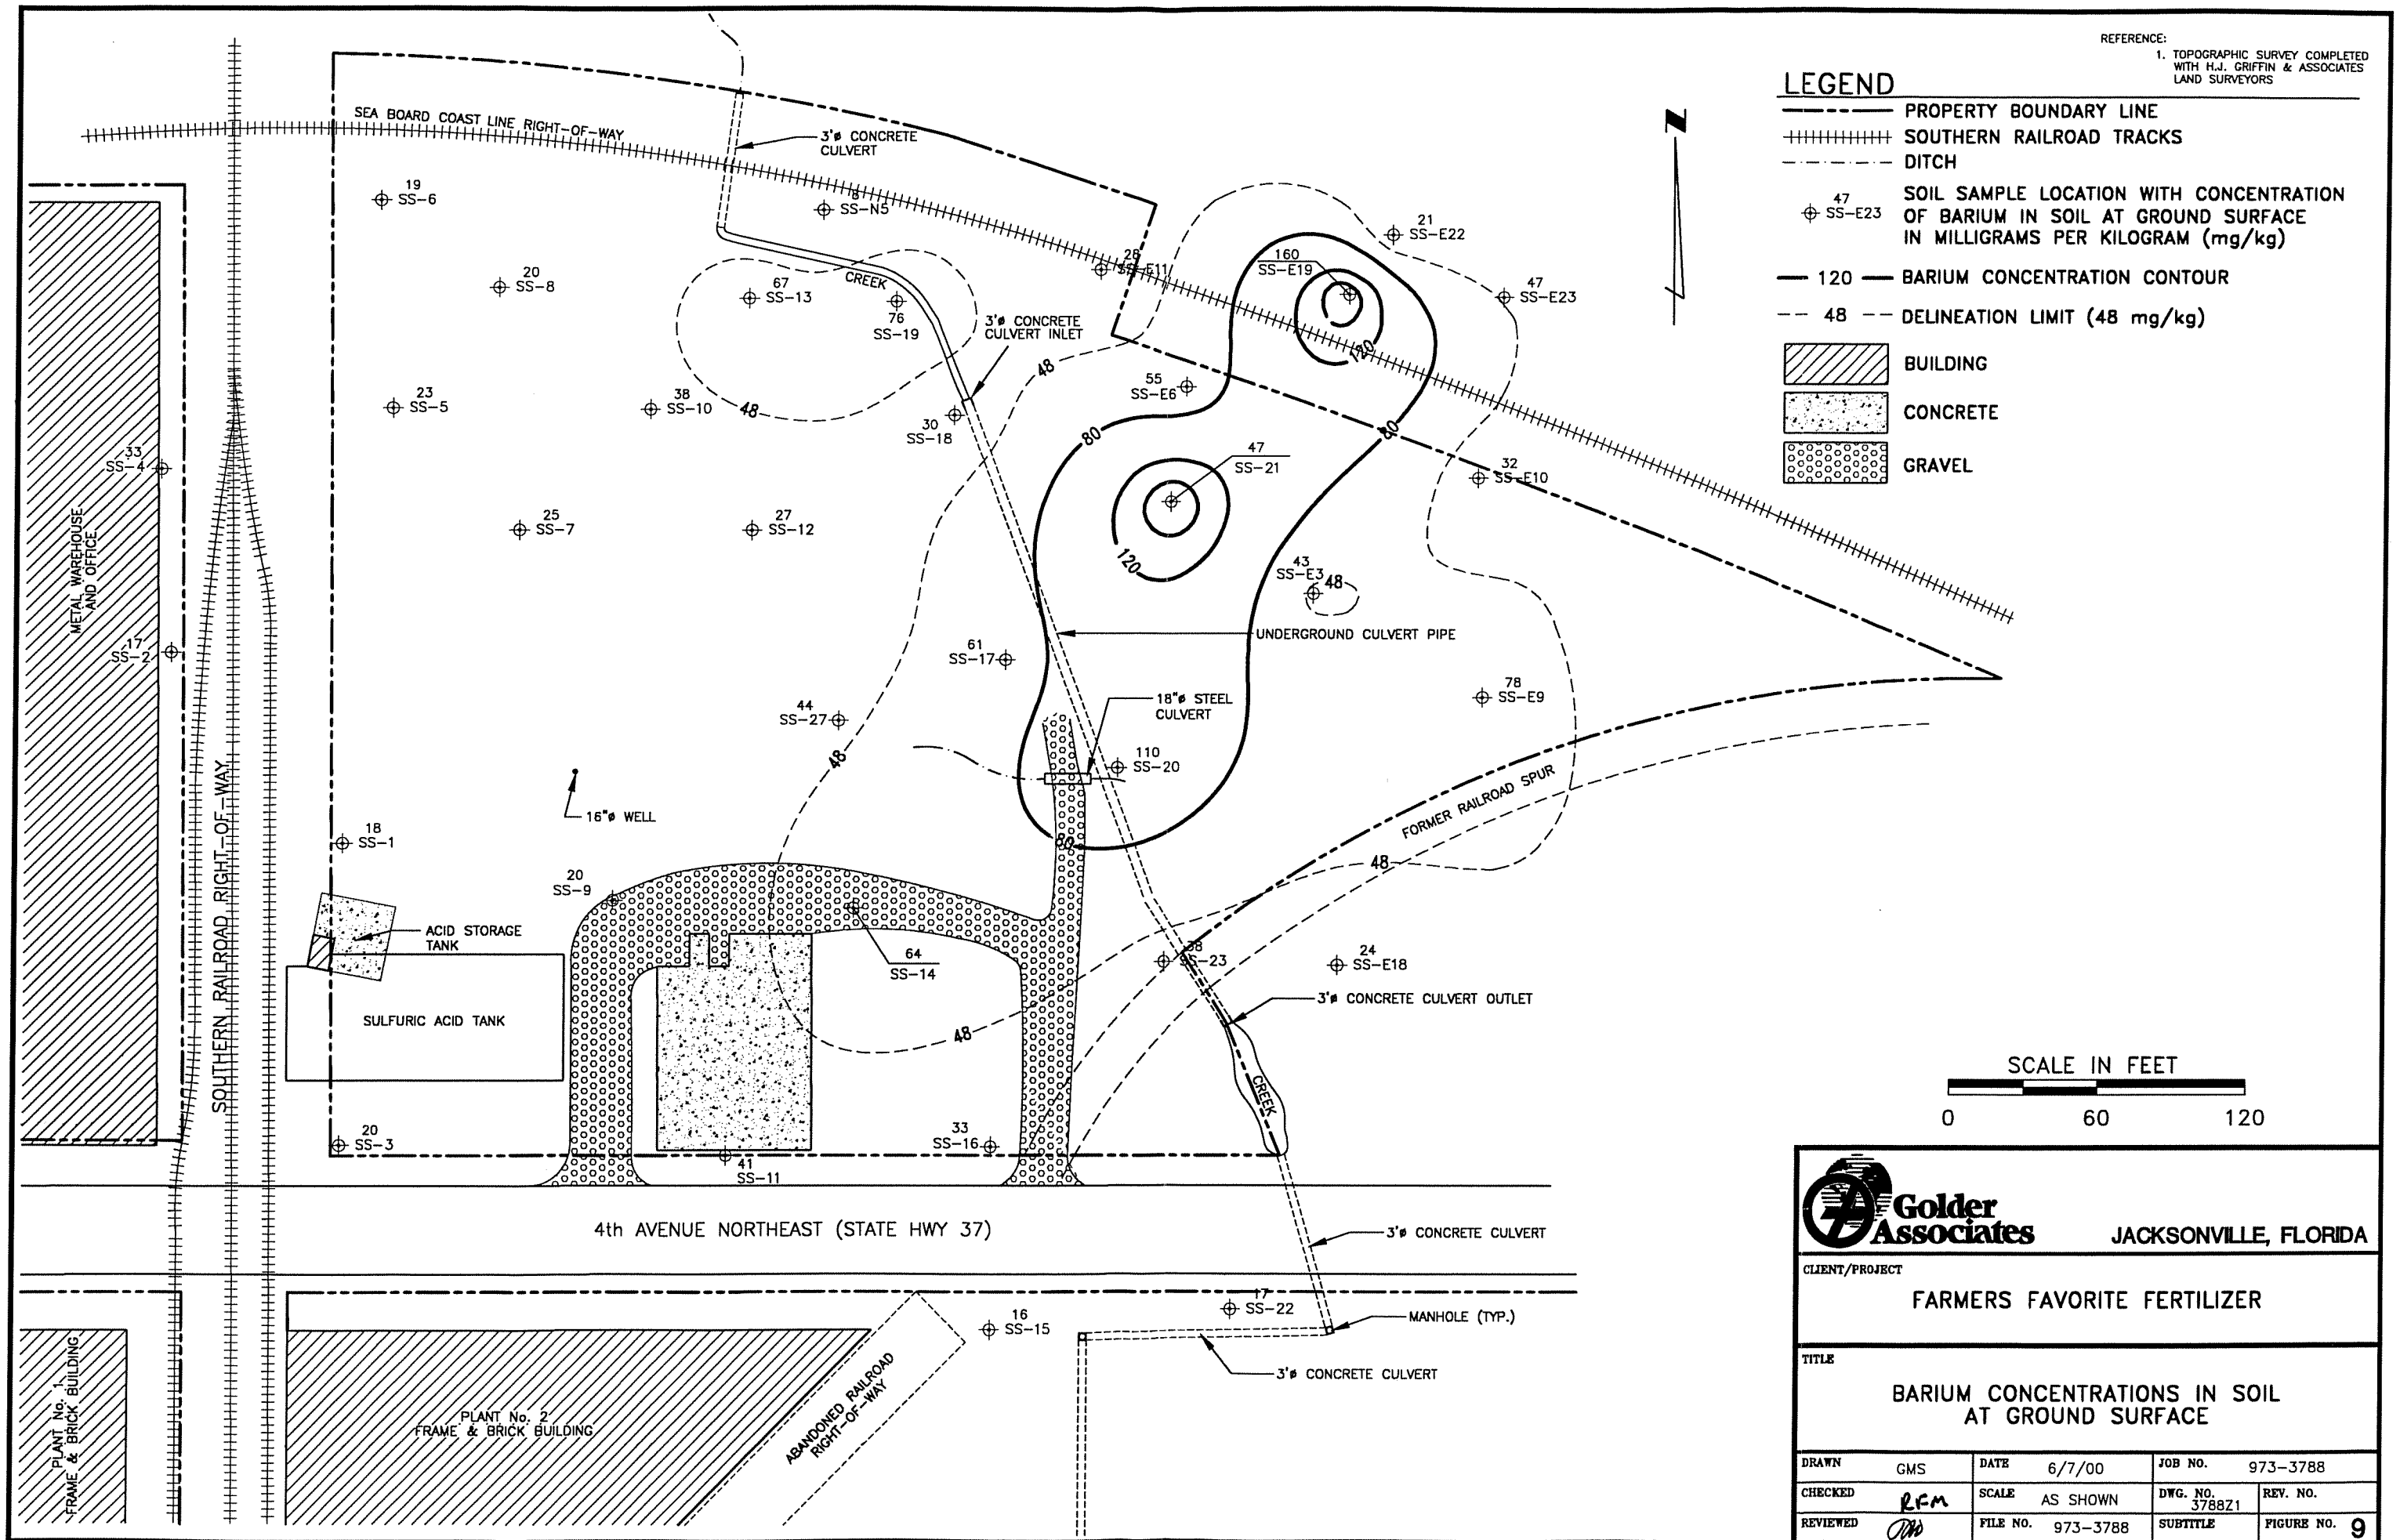 REFERENCE:
1. TOPOGRAPHIC SURVEY COMPLETED
WITH H.J. GRIFFIN & ASSOCIATES
LAND SURVEYORS
LEGEND
PROPERTY BOUNDARY LINE
SOUTHERN RAILROAD TRACKS
DITCH
47
SS-E23
SOIL SAMPLE LOCATION WITH CONCENTRATION
OF BARIUM IN SOIL AT GROUND SURFACE
IN MILLIGRAMS PER KILOGRAM (mg/kg)
120 BARIUM CONCENTRATION CONTOUR
48 DELINEATION LIMIT (48 mg/kg)
BUILDING
CONCRETE
GRAVEL
N
SEA BOARD COAST LINE RIGHT-OF-WAY
3'ø CONCRETE
CULVERT
19
SS-6
8
SS-N5
20
SS-8
67
SS-13
CREEK
76
SS-19
3'ø CONCRETE
CULVERT INLET
28
SS-E11
160
SS-E19
21
SS-E22
47
SS-E23
120
48
55
SS-E6
23
SS-5
38
SS-10
48
30
SS-18
80
80
33
SS-4
47
SS-21
32
SS-E10
25
SS-7
27
SS-12
120
43
SS-E3
48
METAL WAREHOUSE
AND OFFICE
17
SS-2
UNDERGROUND CULVERT PIPE
61
SS-17
78
SS-E9
18"ø STEEL
CULVERT
44
SS-27
48
110
SS-20
16"ø WELL
FORMER RAILROAD SPUR
18
SS-1
80
48
20
SS-9
SOUTHERN RAILROAD RIGHT-OF-WAY
ACID STORAGE
TANK
64
SS-14
38
SS-23
24
SS-E18
3'ø CONCRETE CULVERT OUTLET
SULFURIC ACID TANK
48
CREEK
SCALE IN FEET
0 60 120
20
SS-3
41
SS-11
33
SS-16
4th AVENUE NORTHEAST (STATE HWY 37)
3'ø CONCRETE CULVERT
17
SS-22
16
SS-15
MANHOLE (TYP.)
3'ø CONCRETE CULVERT
PLANT No. 1
FRAME & BRICK BUILDING
PLANT No. 2
FRAME & BRICK BUILDING
ABANDONED RAILROAD
RIGHT-OF-WAY
Golder
Associates
JACKSONVILLE, FLORIDA
CLIENT/PROJECT
FARMERS FAVORITE FERTILIZER
TITLE
BARIUM CONCENTRATIONS IN SOIL
AT GROUND SURFACE
DRAWN GMS DATE 6/7/00 JOB NO. 973-3788
CHECKED RFM SCALE AS SHOWN DWG. NO. 3788Z1 REV. NO.
REVIEWED FILE NO. 973-3788 SUBTITLE FIGURE NO. 9